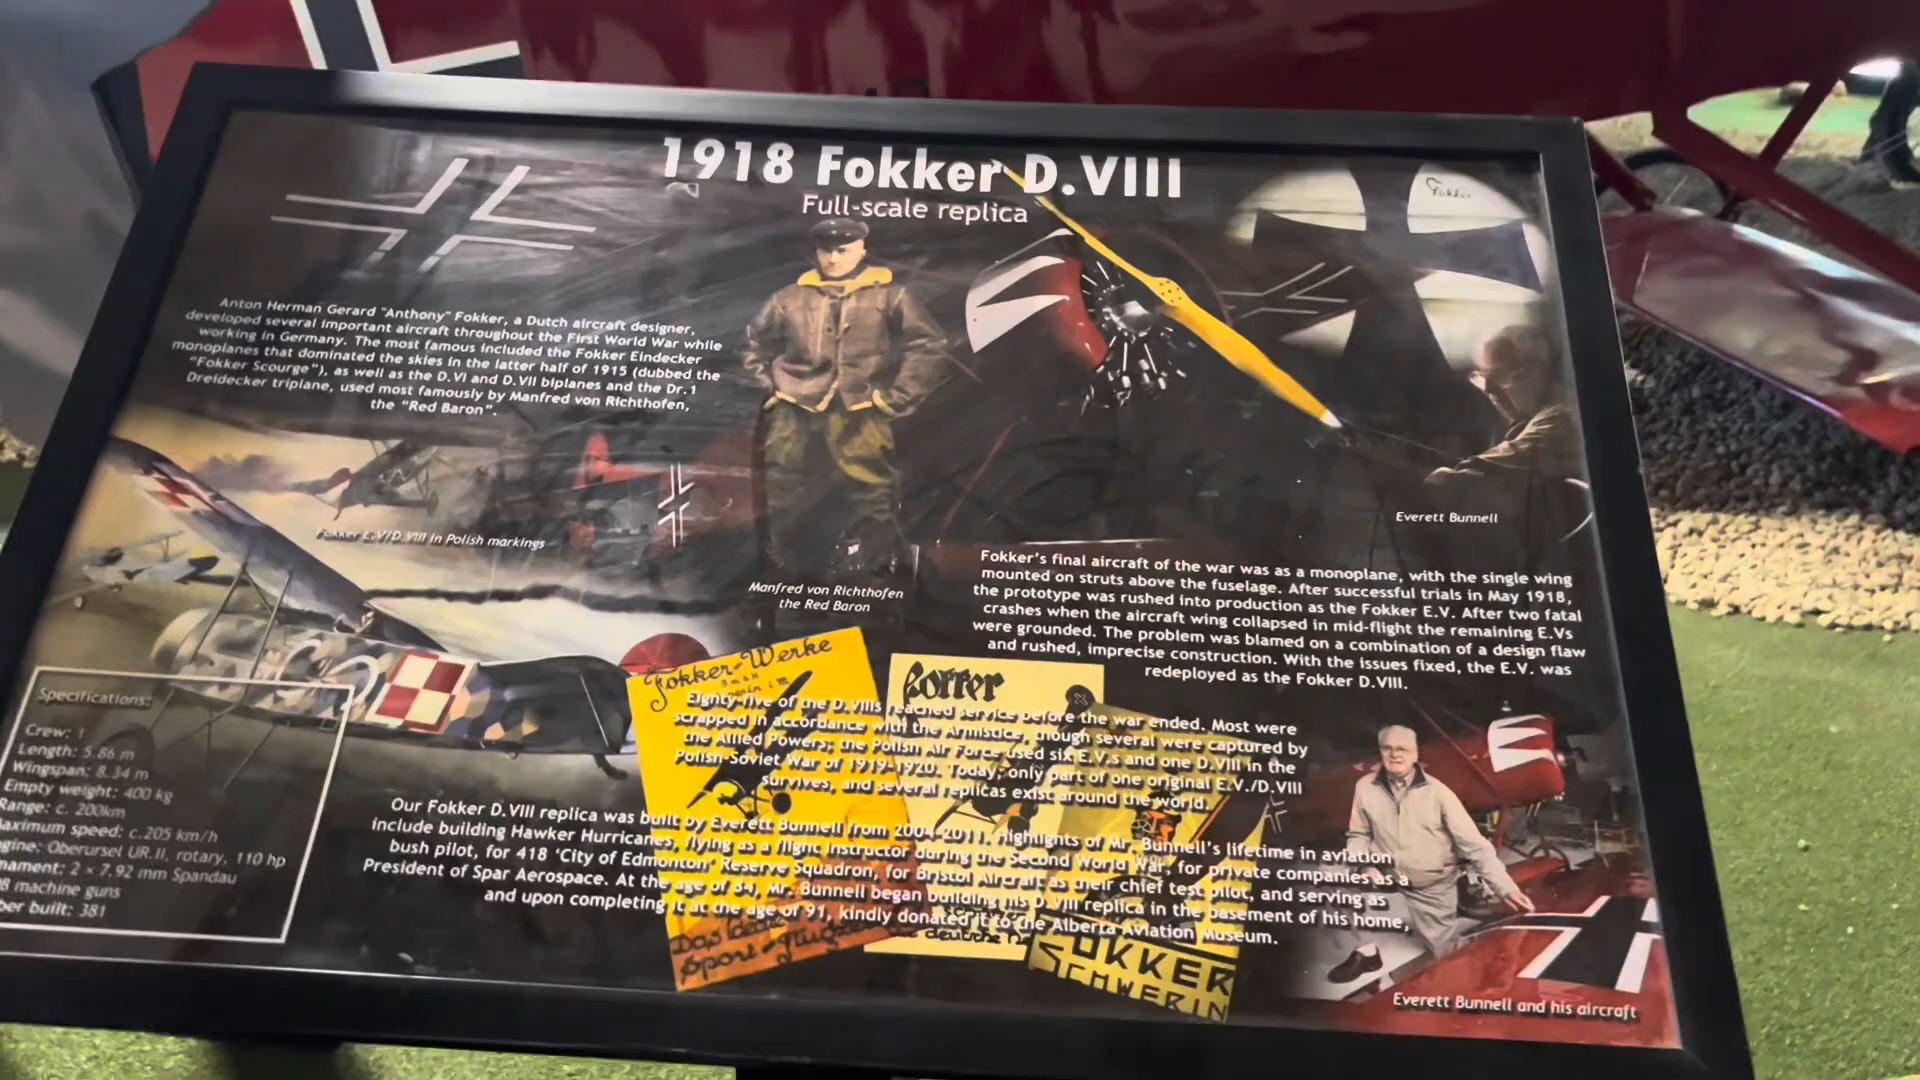 1918 Fokker D.VIII
Full-scale replica
Fokker
Anton Herman Gerard "Anthony" Fokker, a Dutch aircraft designer,
developed several important aircraft throughout the First World War while
working in Germany. The most famous included the Fokker Eindecker
monoplanes that dominated the skies in the latter half of 1915 (dubbed the
"Fokker Scourge"), as well as the D.VI and D.VII biplanes and the Dr.1
Dreidecker triplane, used most famously by Manfred von Richthofen,
the "Red Baron".
Fokker E.V/D.VIII in Polish markings
Manfred von Richthofen
the Red Baron
Everett Bunnell
Fokker's final aircraft of the war was as a monoplane, with the single wing
mounted on struts above the fuselage. After successful trials in May 1918,
the prototype was rushed into production as the Fokker E.V. After two fatal
crashes when the aircraft wing collapsed in mid-flight the remaining E.Vs
were grounded. The problem was blamed on a combination of a design flaw
and rushed, imprecise construction. With the issues fixed, the E.V. was
redeployed as the Fokker D.VIII.
Fokker-Werke
Fokker
Eighty-five of the D.VIIIs reached service before the war ended. Most were
scrapped in accordance with the Armistice, though several were captured by
the Allied Powers; the Polish Air Force used six E.V.s and one D.VIII in the
Polish-Soviet War of 1919-1920. Today, only part of one original E.V./D.VIII
survives, and several replicas exist around the world.
Specifications:
Crew: 1
Length: 5.86 m
Wingspan: 8.34 m
Empty weight: 400 kg
Range: c. 200km
aximum speed: c.205 km/h
gine: Oberursel UR.II, rotary, 110 hp
nament: 2 × 7.92 mm Spandau
8 machine guns
ber built: 381
Our Fokker D.VIII replica was built by Everett Bunnell from 2004-2011. Highlights of Mr. Bunnell's lifetime in aviation
include building Hawker Hurricanes, flying as a flight instructor during the Second World War, for private companies as a
bush pilot, for 418 'City of Edmonton' Reserve Squadron, for Bristol Aircraft as their chief test pilot, and serving as
President of Spar Aerospace. At the age of 84, Mr. Bunnell began building his D.VIII replica in the basement of his home,
and upon completing it at the age of 91, kindly donated it to the Alberta Aviation Museum.
Sport-
deutsche
FOKKER
SCHWERIN
Everett Bunnell and his aircraft